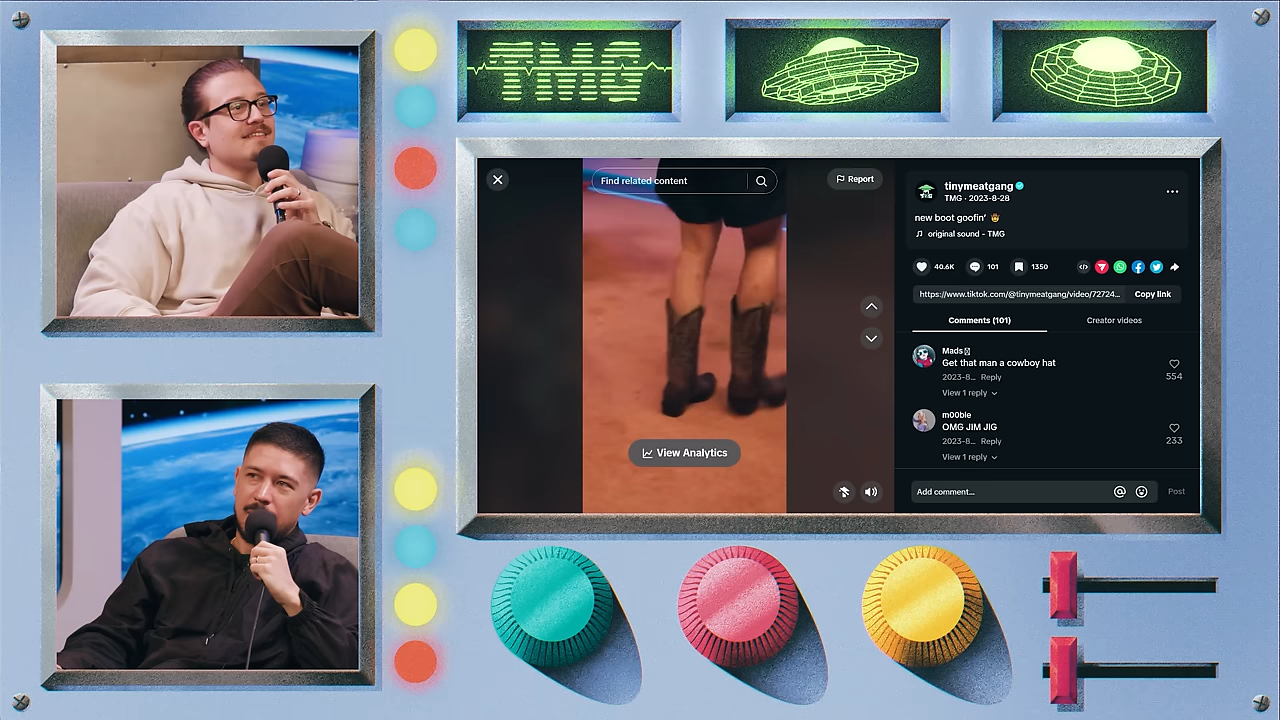 TMG
Find related content
Report
tinymeatgang
TMG · 2023-8-28
new boot goofin' 🤠
original sound - TMG
40.6K
101
1350
https://www.tiktok.com/@tinymeatgang/video/72724...
Copy link
Comments (101)
Creator videos
Mads
Get that man a cowboy hat
2023-8... Reply
554
View 1 reply
m00bie
OMG JIM JIG
2023-8... Reply
233
View 1 reply
View Analytics
Add comment...
Post